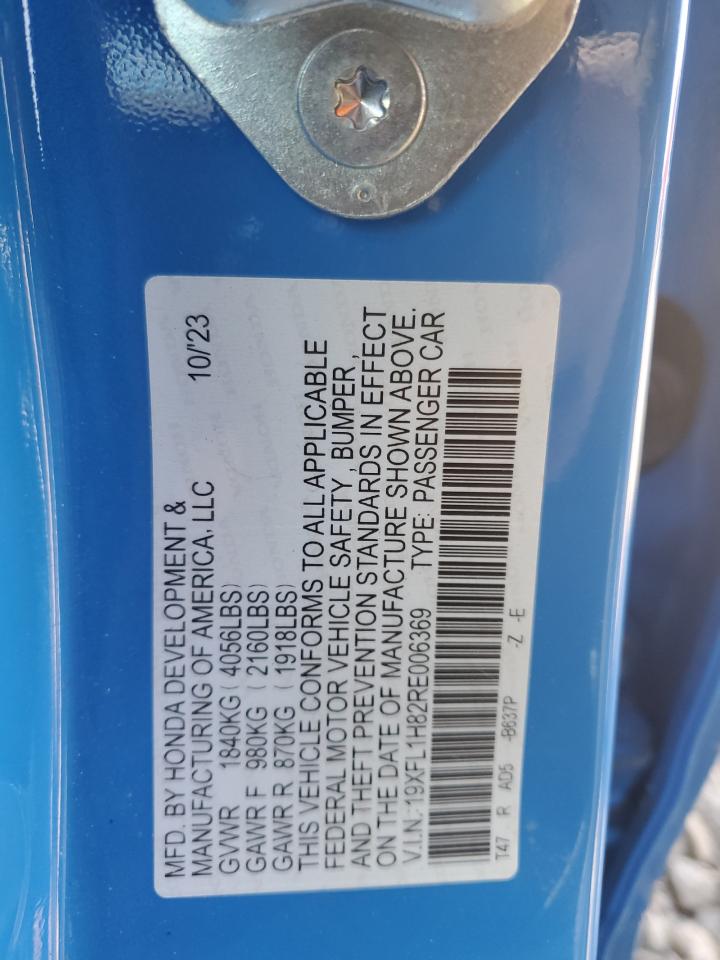 MFD. BY HONDA DEVELOPMENT &
MANUFACTURING OF AMERICA, LLC 10/'23
GVWR 1840KG ( 4056LBS)
GAWR F 980KG ( 2160LBS)
GAWR R 870KG ( 1918LBS)
THIS VEHICLE CONFORMS TO ALL APPLICABLE
FEDERAL MOTOR VEHICLE SAFETY, BUMPER,
AND THEFT PREVENTION STANDARDS IN EFFECT
ON THE DATE OF MANUFACTURE SHOWN ABOVE.
V.I.N.: 19XFL1H82RE006369 TYPE: PASSENGER CAR
T47 R AD5 -B637P -Z -E